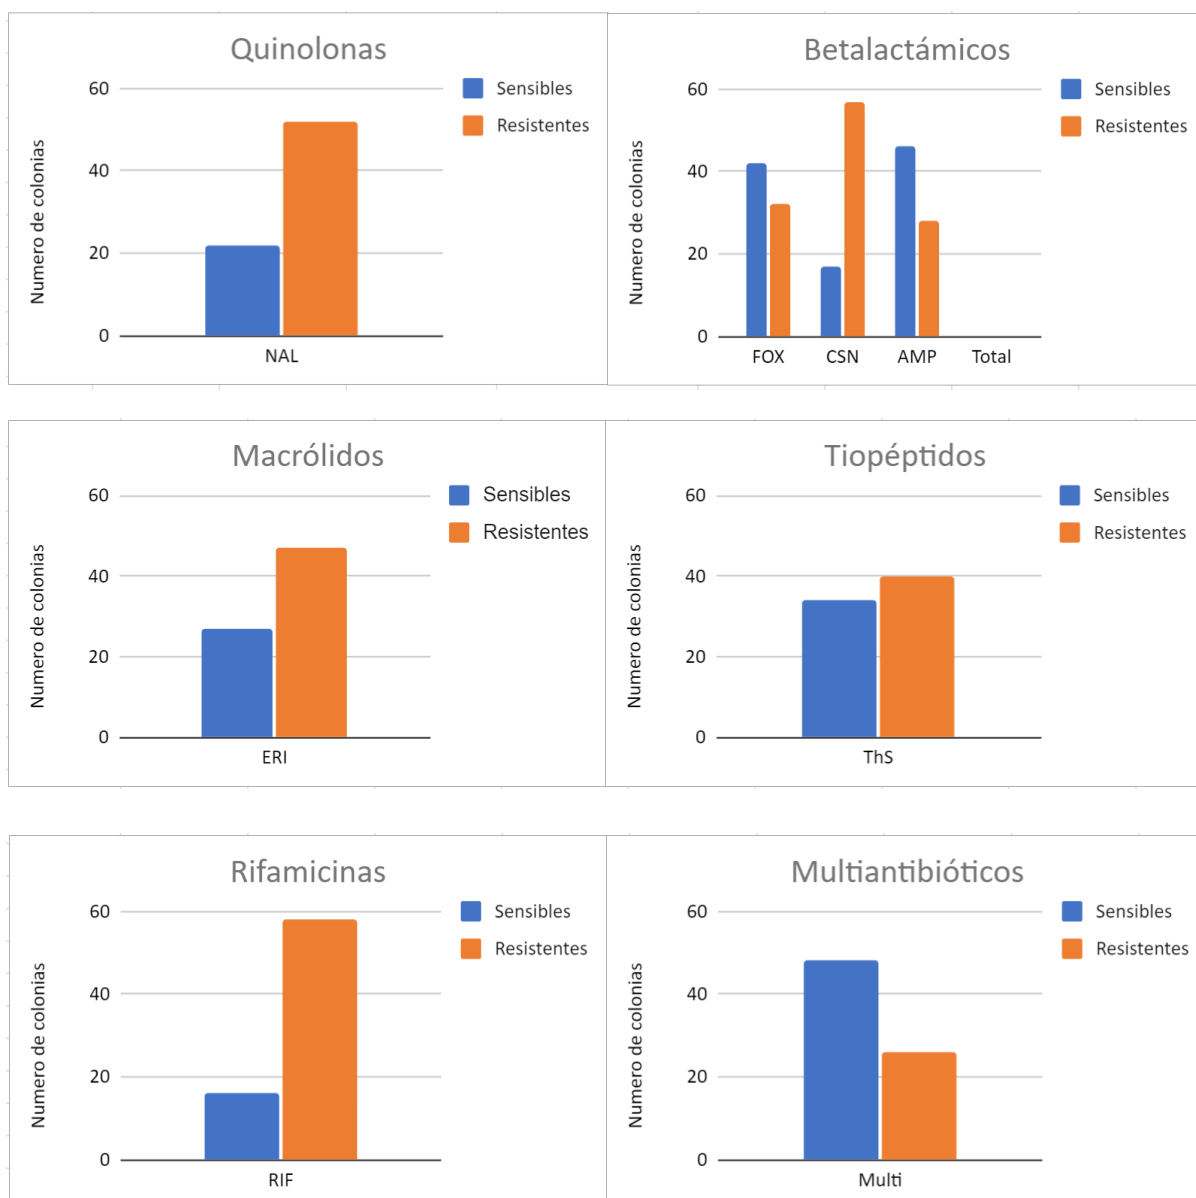 Quinolonas
Sensibles
Resistentes
Numero de colonias
60
40
20
0
NAL
Betalactámicos
Sensibles
Resistentes
Numero de colonias
60
40
20
0
FOX CSN AMP Total
Macrólidos
Sensibles
Resistentes
Numero de colonias
60
40
20
0
ERI
Tiopéptidos
Sensibles
Resistentes
Numero de colonias
60
40
20
0
ThS
Rifamicinas
Sensibles
Resistentes
Numero de colonias
60
40
20
0
RIF
Multiantibióticos
Sensibles
Resistentes
Numero de colonias
60
40
20
0
Multi